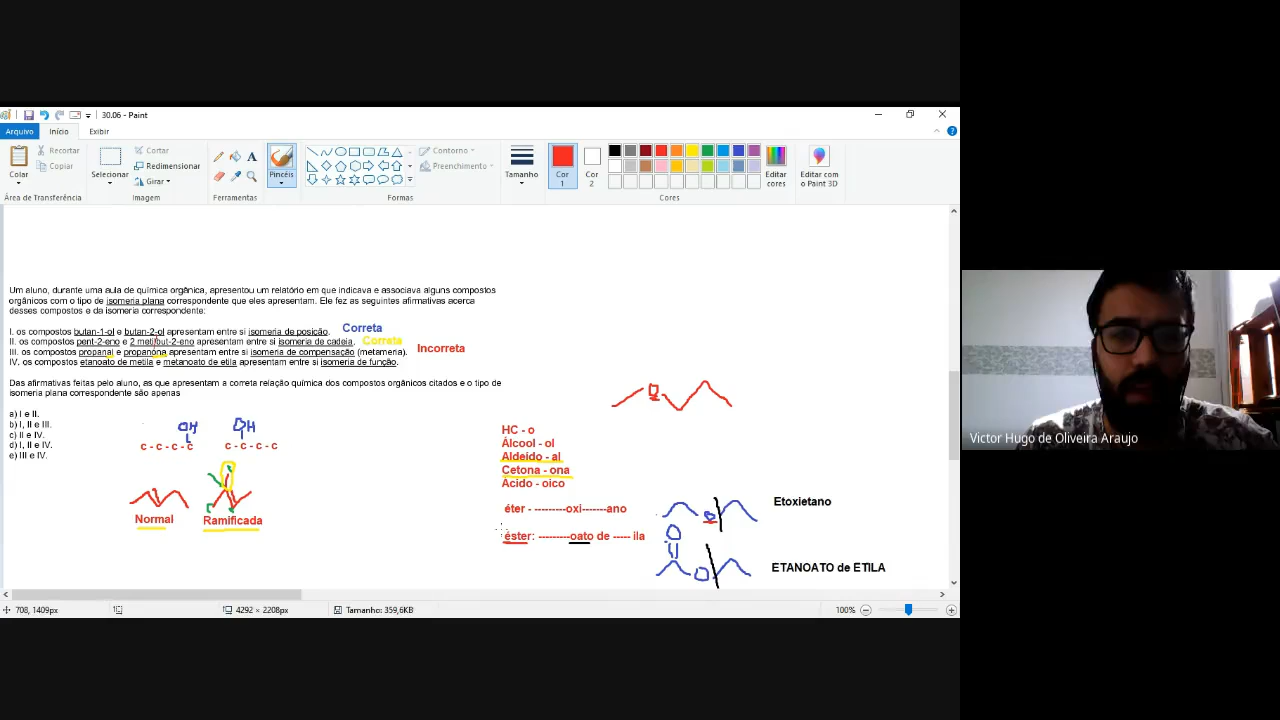 30.06 - Paint
Arquivo Início Exibir
Colar
Recortar
Copiar
Área de Transferência
Selecionar
Cortar
Redimensionar
Girar
Imagem
A
Ferramentas
Pincéis
Contorno
Preenchimento
Formas
Tamanho
Cor 1
Cor 2
Cores
Editar cores
Editar com o Paint 3D
Um aluno, durante uma aula de química orgânica, apresentou um relatório em que indicava e associava alguns compostos
orgânicos com o tipo de isomeria plana correspondente que eles apresentam. Ele fez as seguintes afirmativas acerca
desses compostos e da isomeria correspondente:
I. os compostos butan-1-ol e butan-2-ol apresentam entre si isomeria de posição. Correta
II. os compostos pent-2-eno e 2 metilbut-2-eno apresentam entre si isomeria de cadeia. Correta
III. os compostos propanal e propanona apresentam entre si isomeria de compensação (metameria). Incorreta
IV. os compostos etanoato de metila e metanoato de etila apresentam entre si isomeria de função.
Das afirmativas feitas pelo aluno, as que apresentam a correta relação química dos compostos orgânicos citados e o tipo de
isomeria plana correspondente são apenas
a) I e II.
b) I, II e III.
c) II e IV.
d) I, II e IV.
e) III e IV.
OH OH
C - C - C - C C - C - C - C
Normal Ramificada
O
HC - o
Álcool - ol
Aldeído - al
Cetona - ona
Ácido - oico
éter - ---------oxi-------ano
éster: ---------oato de ----- ila
O
Etoxietano
O
O
ETANOATO de ETILA
708, 1409px
4292 × 2208px
Tamanho: 359,6KB
100%
Victor Hugo de Oliveira Araujo